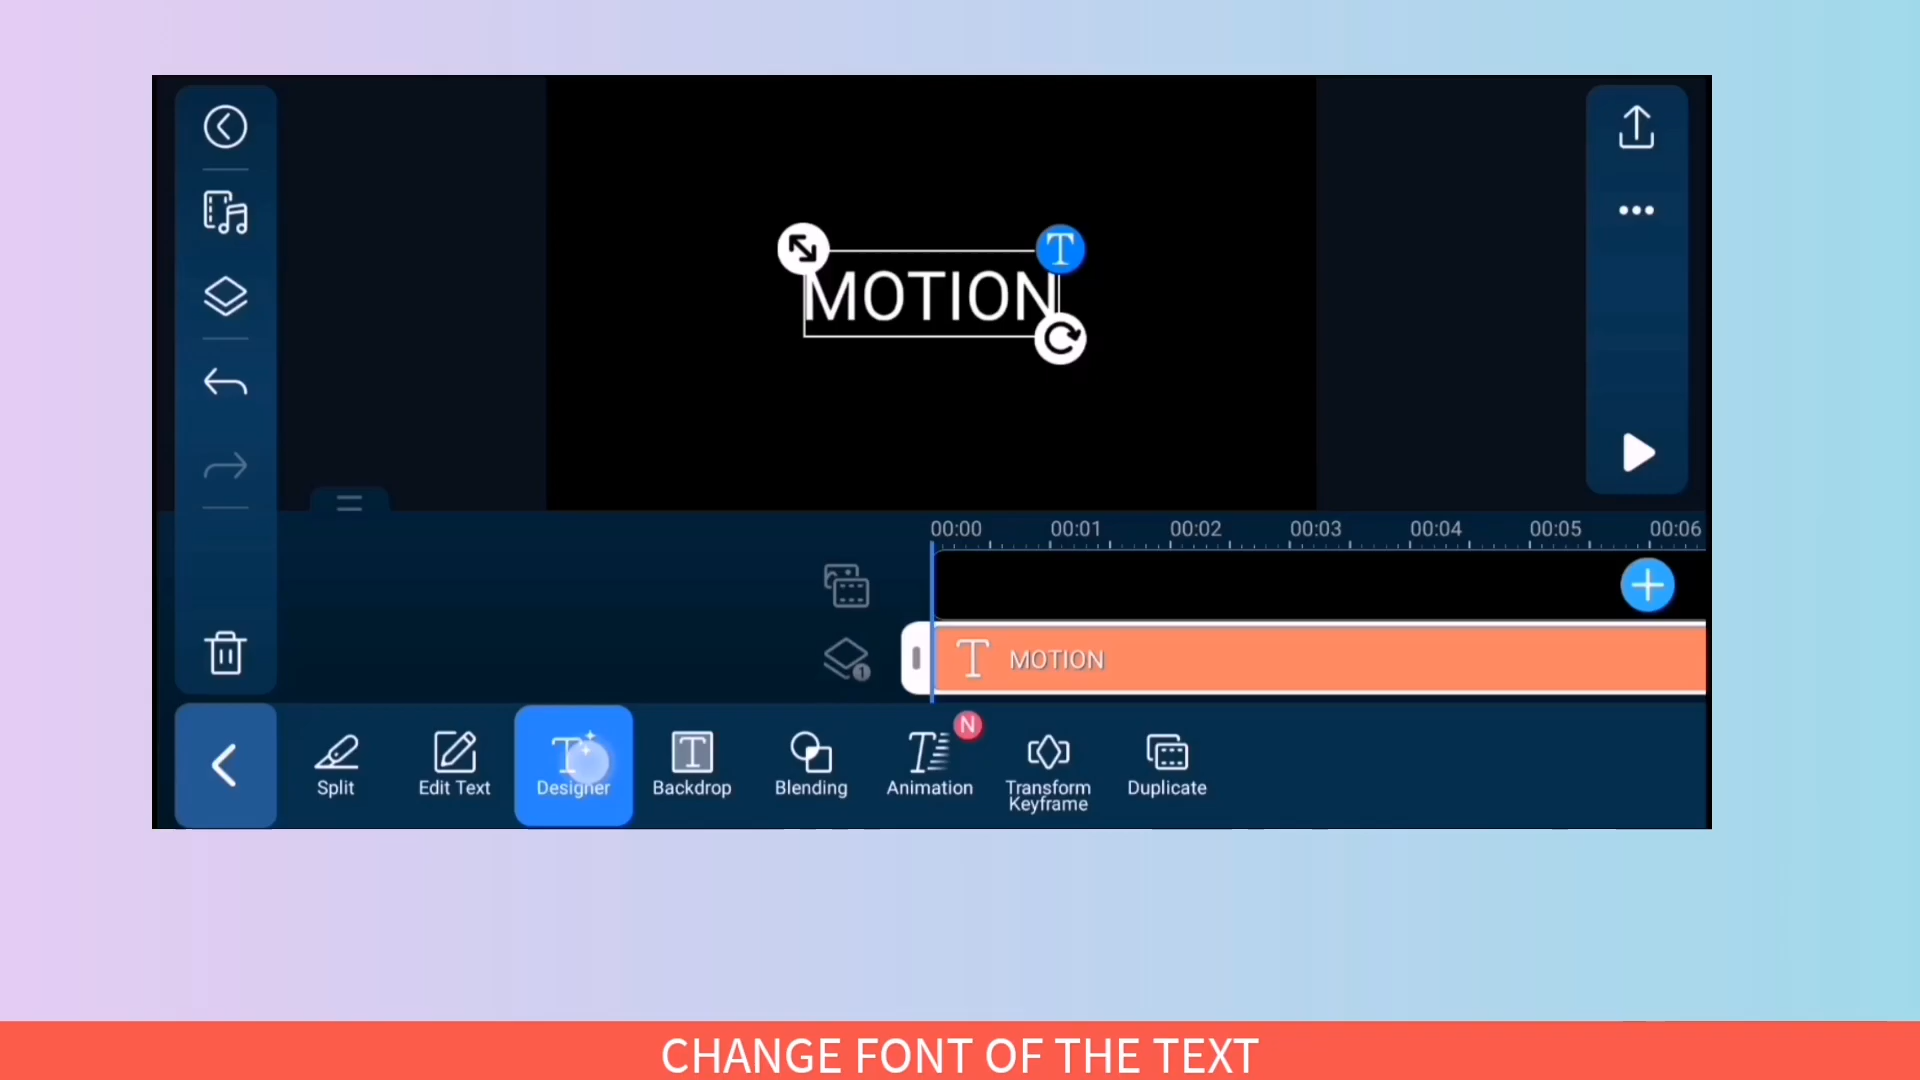 T
MOTION
00:00 00:01 00:02 00:03 00:04 00:05 00:06
1
T MOTION
N
Split
Edit Text
Designer
Backdrop
Blending
Animation
Transform
Keyframe
Duplicate
CHANGE FONT OF THE TEXT